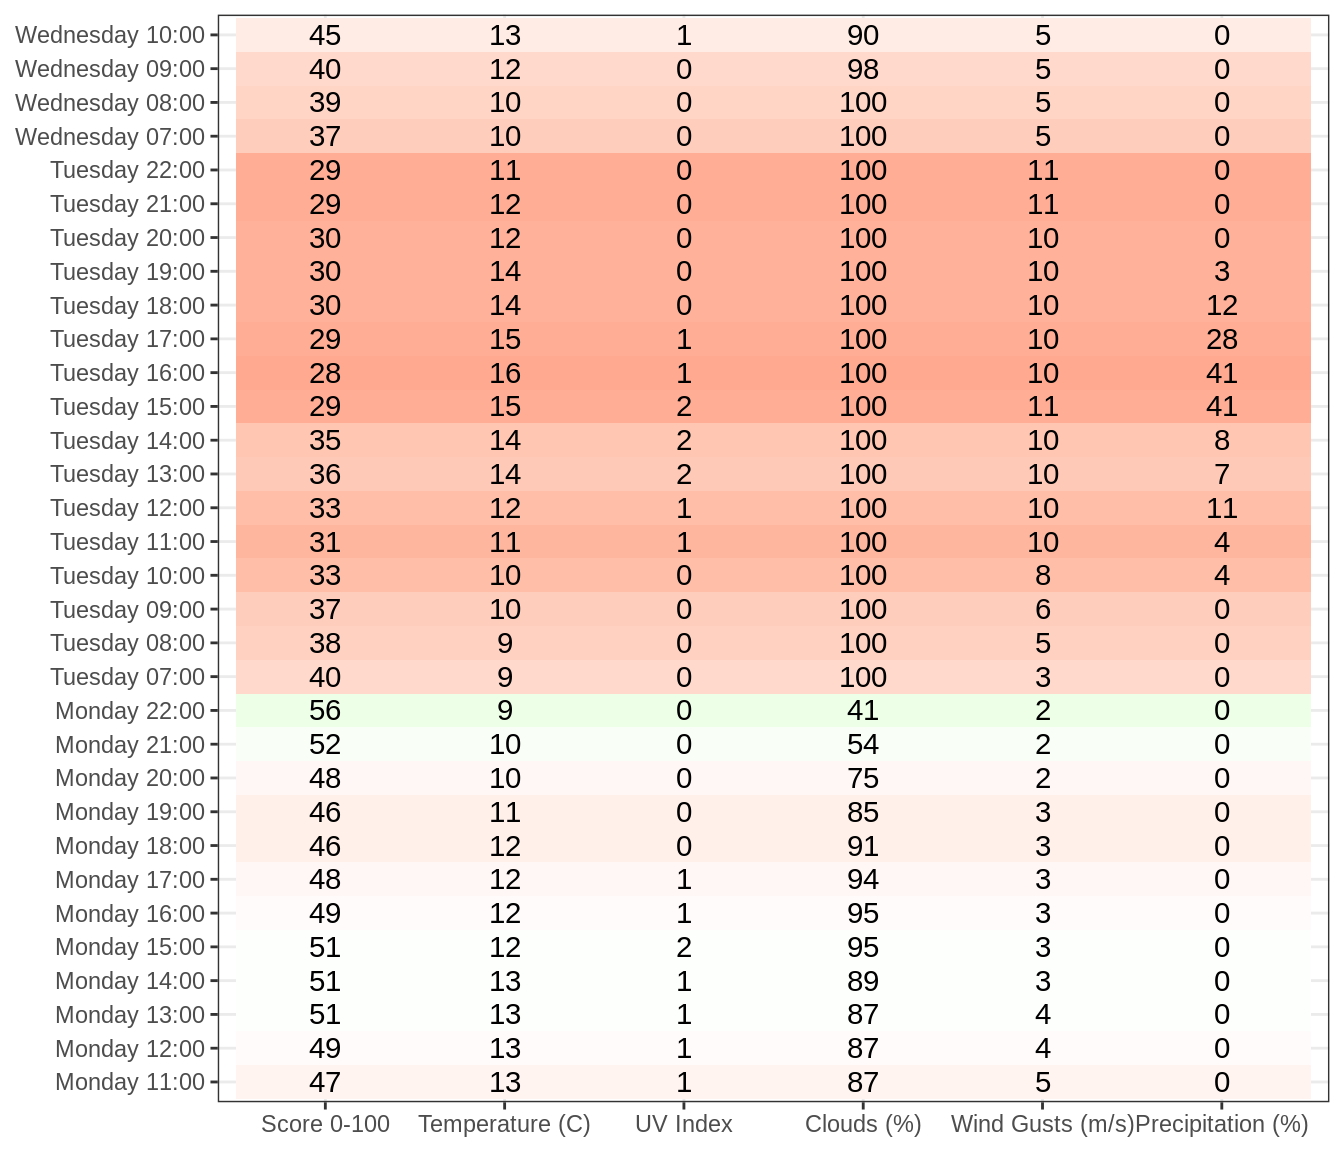 Wednesday 10:00 45 13 1 90 5 0
Wednesday 09:00 40 12 0 98 5 0
Wednesday 08:00 39 10 0 100 5 0
Wednesday 07:00 37 10 0 100 5 0
Tuesday 22:00 29 11 0 100 11 0
Tuesday 21:00 29 12 0 100 11 0
Tuesday 20:00 30 12 0 100 10 0
Tuesday 19:00 30 14 0 100 10 3
Tuesday 18:00 30 14 0 100 10 12
Tuesday 17:00 29 15 1 100 10 28
Tuesday 16:00 28 16 1 100 10 41
Tuesday 15:00 29 15 2 100 11 41
Tuesday 14:00 35 14 2 100 10 8
Tuesday 13:00 36 14 2 100 10 7
Tuesday 12:00 33 12 1 100 10 11
Tuesday 11:00 31 11 1 100 10 4
Tuesday 10:00 33 10 0 100 8 4
Tuesday 09:00 37 10 0 100 6 0
Tuesday 08:00 38 9 0 100 5 0
Tuesday 07:00 40 9 0 100 3 0
Monday 22:00 56 9 0 41 2 0
Monday 21:00 52 10 0 54 2 0
Monday 20:00 48 10 0 75 2 0
Monday 19:00 46 11 0 85 3 0
Monday 18:00 46 12 0 91 3 0
Monday 17:00 48 12 1 94 3 0
Monday 16:00 49 12 1 95 3 0
Monday 15:00 51 12 2 95 3 0
Monday 14:00 51 13 1 89 3 0
Monday 13:00 51 13 1 87 4 0
Monday 12:00 49 13 1 87 4 0
Monday 11:00 47 13 1 87 5 0
Score 0-100 Temperature (C) UV Index Clouds (%) Wind Gusts (m/s) Precipitation (%)